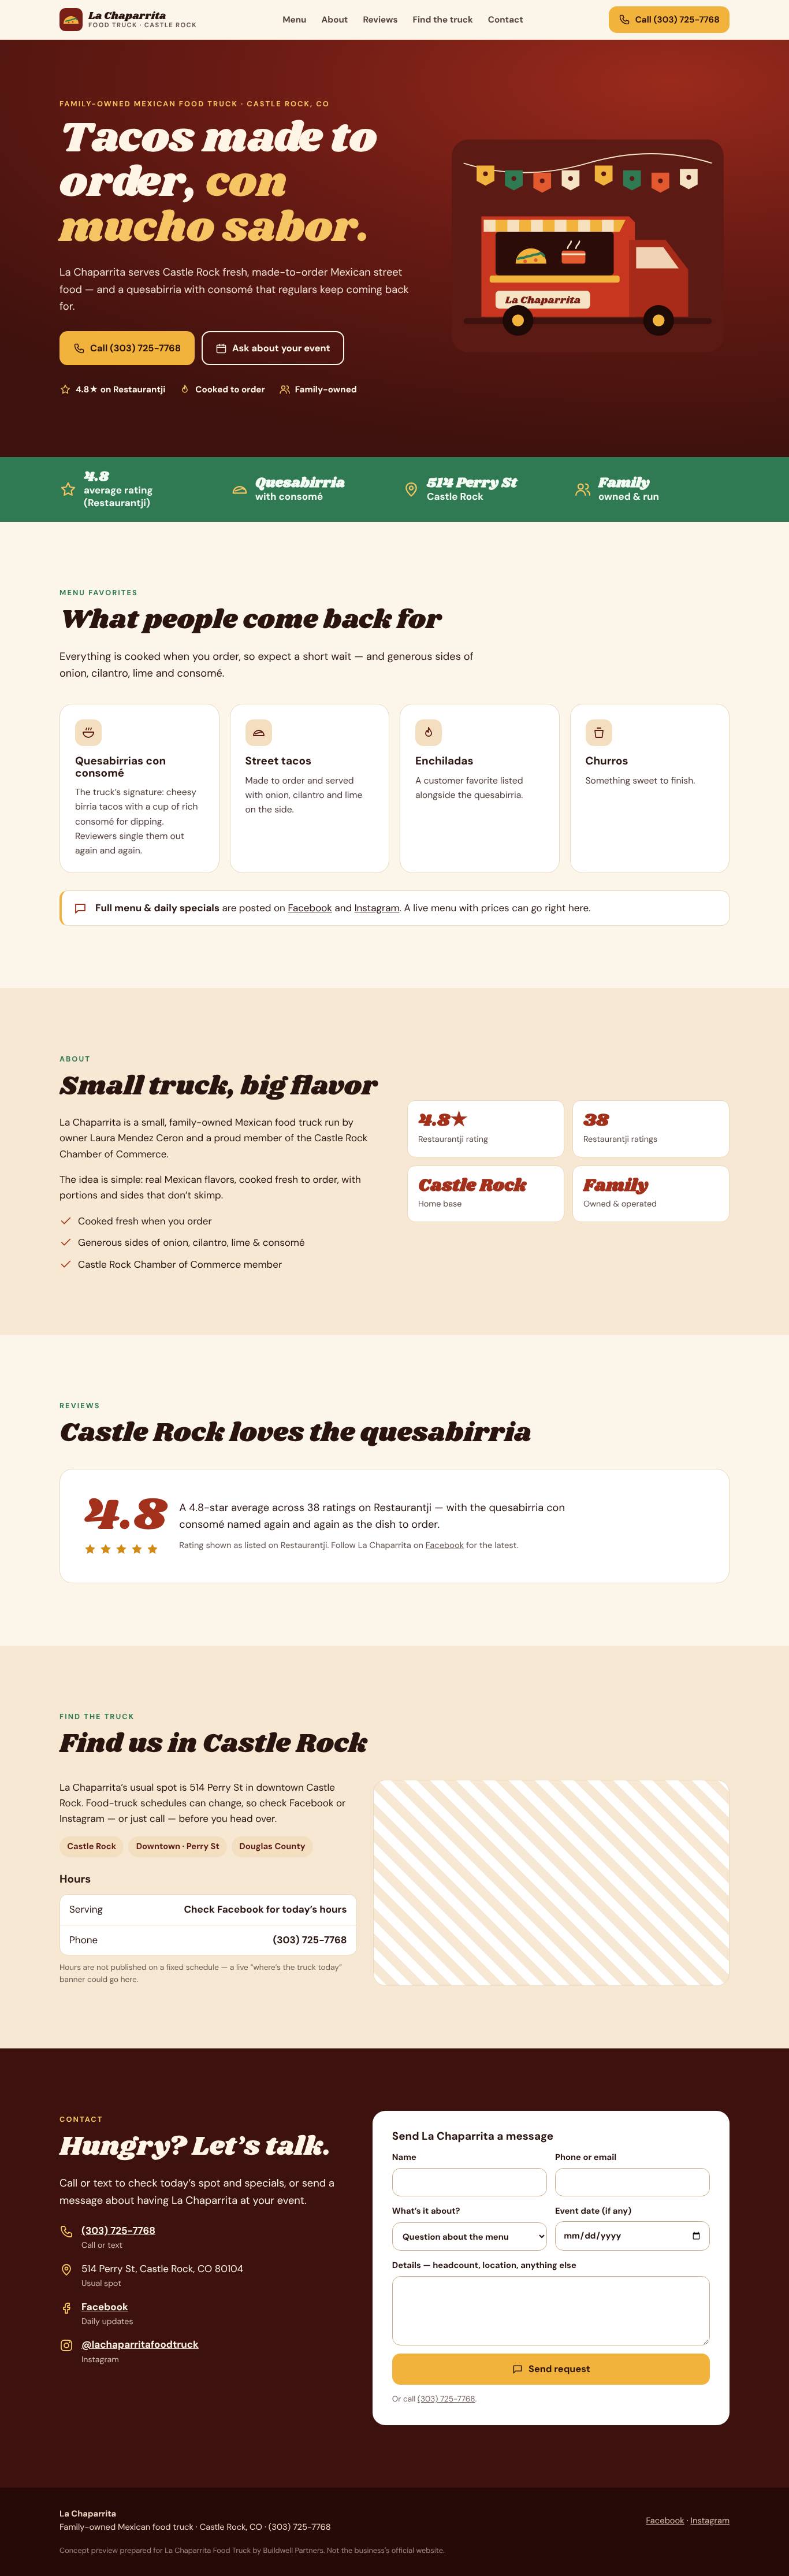 La Chaparrita
FOOD TRUCK · CASTLE ROCK
Menu
About
Reviews
Find the truck
Contact
Call (303) 725-7768
FAMILY-OWNED MEXICAN FOOD TRUCK · CASTLE ROCK, CO
Tacos made to
order, con
mucho sabor.
La Chaparrita serves Castle Rock fresh, made-to-order Mexican street
food — and a quesabirria with consomé that regulars keep coming back
for.
Call (303) 725-7768
Ask about your event
4.8★ on Restaurantji
Cooked to order
Family-owned
La Chaparrita
4.8
average rating
(Restaurantji)
Quesabirria
with consomé
514 Perry St
Castle Rock
Family
owned & run
MENU FAVORITES
What people come back for
Everything is cooked when you order, so expect a short wait — and generous sides of
onion, cilantro, lime and consomé.
Quesabirrias con
consomé
The truck’s signature: cheesy
birria tacos with a cup of rich
consomé for dipping.
Reviewers single them out
again and again.
Street tacos
Made to order and served
with onion, cilantro and lime
on the side.
Enchiladas
A customer favorite listed
alongside the quesabirria.
Churros
Something sweet to finish.
Full menu & daily specials are posted on Facebook and Instagram. A live menu with prices can go right here.
ABOUT
Small truck, big flavor
La Chaparrita is a small, family-owned Mexican food truck run by
owner Laura Mendez Ceron and a proud member of the Castle Rock
Chamber of Commerce.
The idea is simple: real Mexican flavors, cooked fresh to order, with
portions and sides that don’t skimp.
Cooked fresh when you order
Generous sides of onion, cilantro, lime & consomé
Castle Rock Chamber of Commerce member
4.8★
Restaurantji rating
38
Restaurantji ratings
Castle Rock
Home base
Family
Owned & operated
REVIEWS
Castle Rock loves the quesabirria
4.8
★★★★★
A 4.8-star average across 38 ratings on Restaurantji — with the quesabirria con
consomé named again and again as the dish to order.
Rating shown as listed on Restaurantji. Follow La Chaparrita on Facebook for the latest.
FIND THE TRUCK
Find us in Castle Rock
La Chaparrita’s usual spot is 514 Perry St in downtown Castle
Rock. Food-truck schedules can change, so check Facebook or
Instagram — or just call — before you head over.
Castle Rock
Downtown · Perry St
Douglas County
Hours
Serving
Check Facebook for today’s hours
Phone
(303) 725-7768
Hours are not published on a fixed schedule — a live “where’s the truck today”
banner could go here.
CONTACT
Hungry? Let’s talk.
Call or text to check today’s spot and specials, or send a
message about having La Chaparrita at your event.
(303) 725-7768
Call or text
514 Perry St, Castle Rock, CO 80104
Usual spot
Facebook
Daily updates
@lachaparritafoodtruck
Instagram
Send La Chaparrita a message
Name
Phone or email
What’s it about?
Event date (if any)
Question about the menu
mm/dd/yyyy
Details — headcount, location, anything else
Send request
Or call (303) 725-7768.
La Chaparrita
Family-owned Mexican food truck · Castle Rock, CO · (303) 725-7768
Facebook · Instagram
Concept preview prepared for La Chaparrita Food Truck by Buildwell Partners. Not the business's official website.